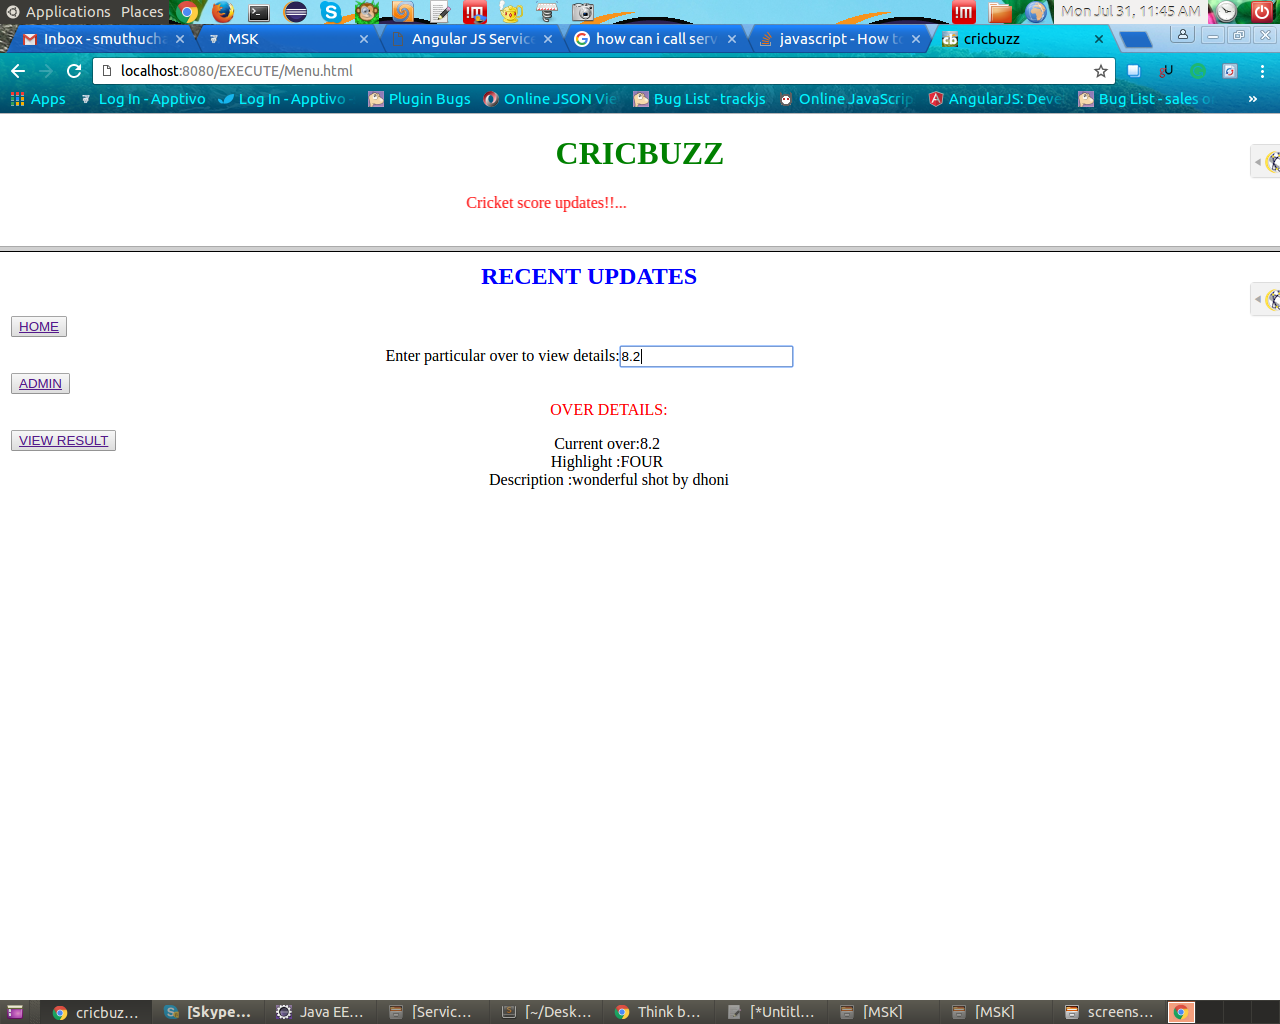 Applications Places Mon Jul 31, 11:45 AM
Inbox - smuthucha MSK Angular JS Service how can i call serv javascript - How to cricbuzz
localhost:8080/EXECUTE/Menu.html
Apps Log In - Apptivo Log In - Apptivo Plugin Bugs Online JSON Vie Bug List - trackjs Online JavaScrip AngularJS: Deve Bug List - sales or »
CRICBUZZ
Cricket score updates!!...
RECENT UPDATES
HOME
Enter particular over to view details:8.2
ADMIN
OVER DETAILS:
VIEW RESULT
Current over:8.2
Highlight :FOUR
Description :wonderful shot by dhoni
cricbuz... [Skype... Java EE... [Servic... [~/Desk... Think b... [*Untitl... [MSK] [MSK] screens...